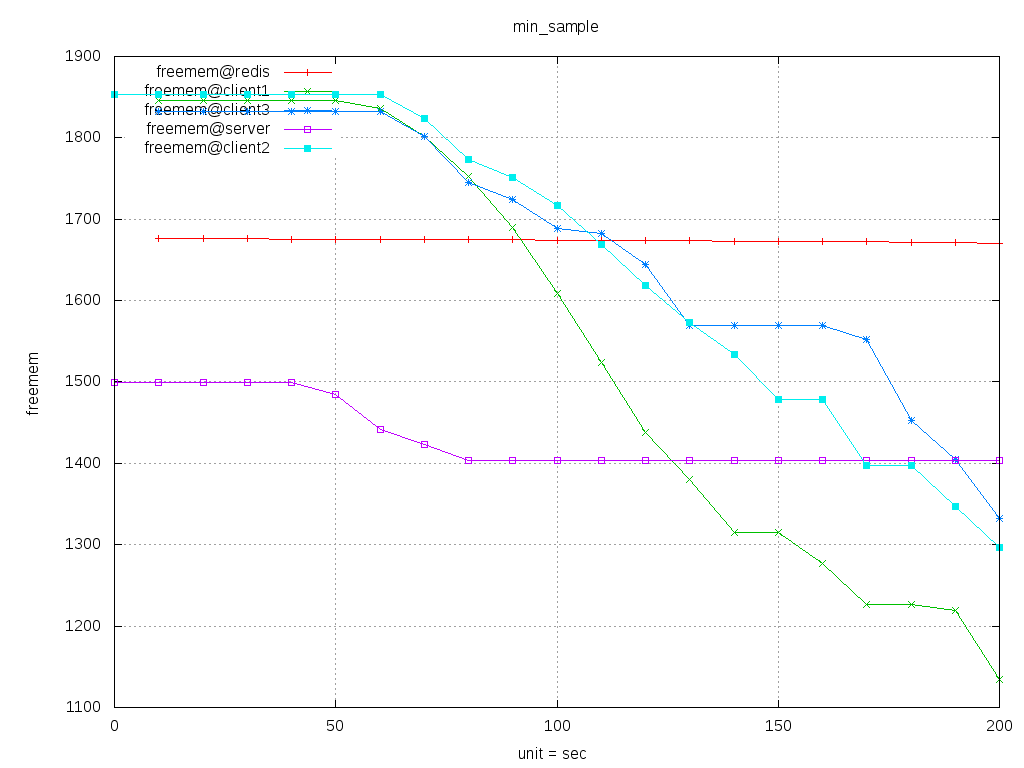 min_sample
1900
freemem@redis
freemem@client1
freemem@client3
freemem@server
freemem@client2
1800
1700
1600
1500
1400
1300
1200
1100
freemem
0 50 100 150 200
unit = sec